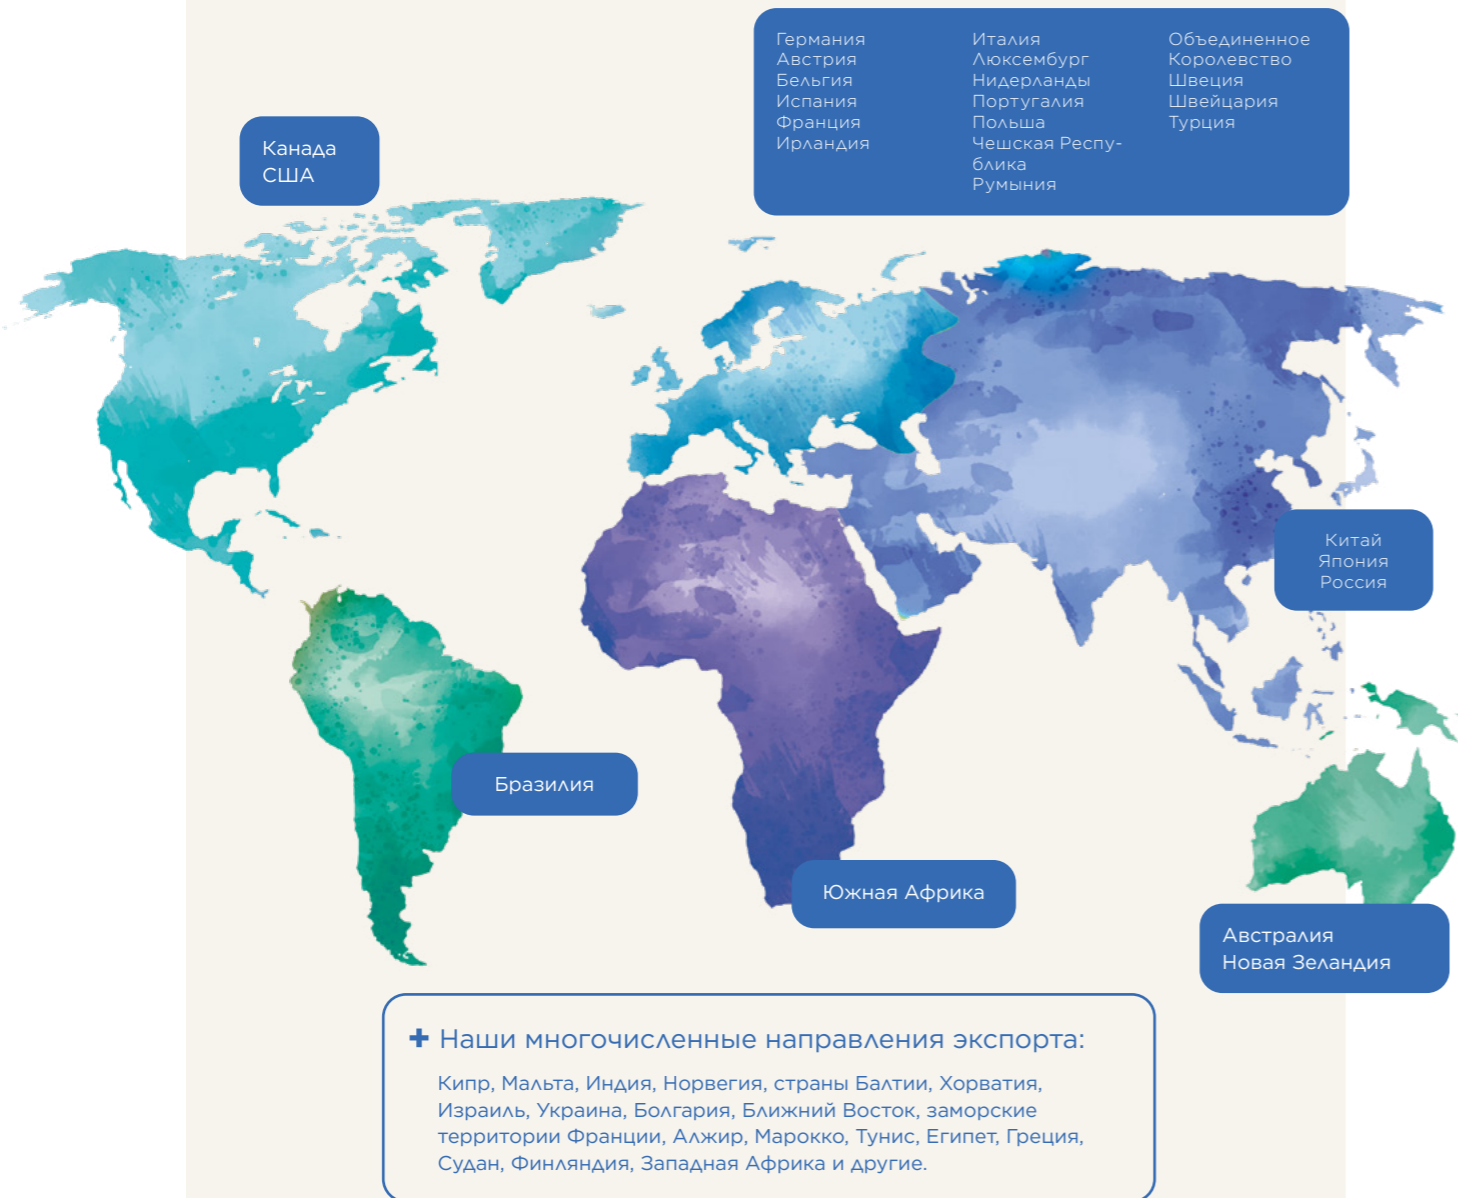 Германия
Австрия
Бельгия
Испания
Франция
Ирландия
Италия
Люксембург
Нидерланды
Португалия
Польша
Чешская Респу-
блика
Румыния
Объединенное
Королевство
Швеция
Швейцария
Турция
Канада
США
Китай
Япония
Россия
Бразилия
Южная Африка
Австралия
Новая Зеландия
+ Наши многочисленные направления экспорта:
Кипр, Мальта, Индия, Норвегия, страны Балтии, Хорватия,
Израиль, Украина, Болгария, Ближний Восток, заморские
территории Франции, Алжир, Марокко, Тунис, Египет, Греция,
Судан, Финляндия, Западная Африка и другие.